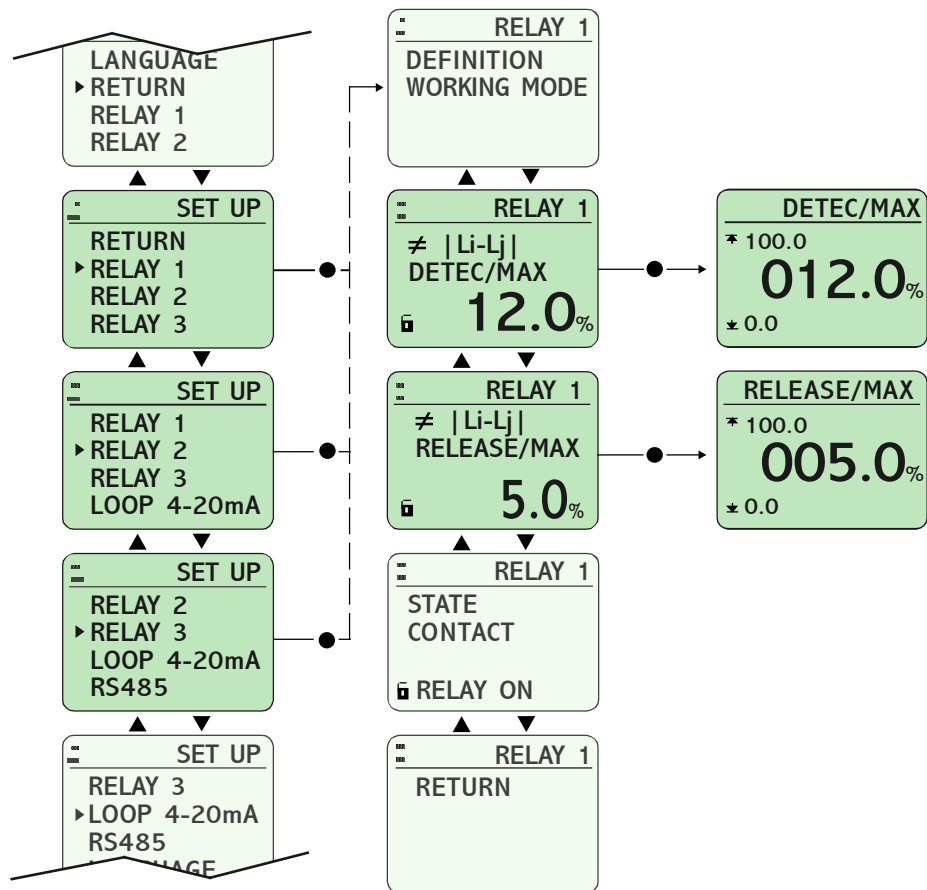 LANGUAGE
RETURN
RELAY 1
RELAY 2
SET UP
RETURN
RELAY 1
RELAY 2
RELAY 3
SET UP
RELAY 1
RELAY 2
RELAY 3
LOOP 4-20mA
SET UP
RELAY 2
RELAY 3
LOOP 4-20mA
RS485
SET UP
RELAY 3
LOOP 4-20mA
RS485
LANGUAGE
RELAY 1
DEFINITION
WORKING MODE
RELAY 1
≠ |Li-Lj|
DETEC/MAX
12.0%
RELAY 1
≠ |Li-Lj|
RELEASE/MAX
5.0%
RELAY 1
STATE
CONTACT
RELAY ON
RELAY 1
RETURN
DETEC/MAX
100.0
012.0%
0.0
RELEASE/MAX
100.0
005.0%
0.0